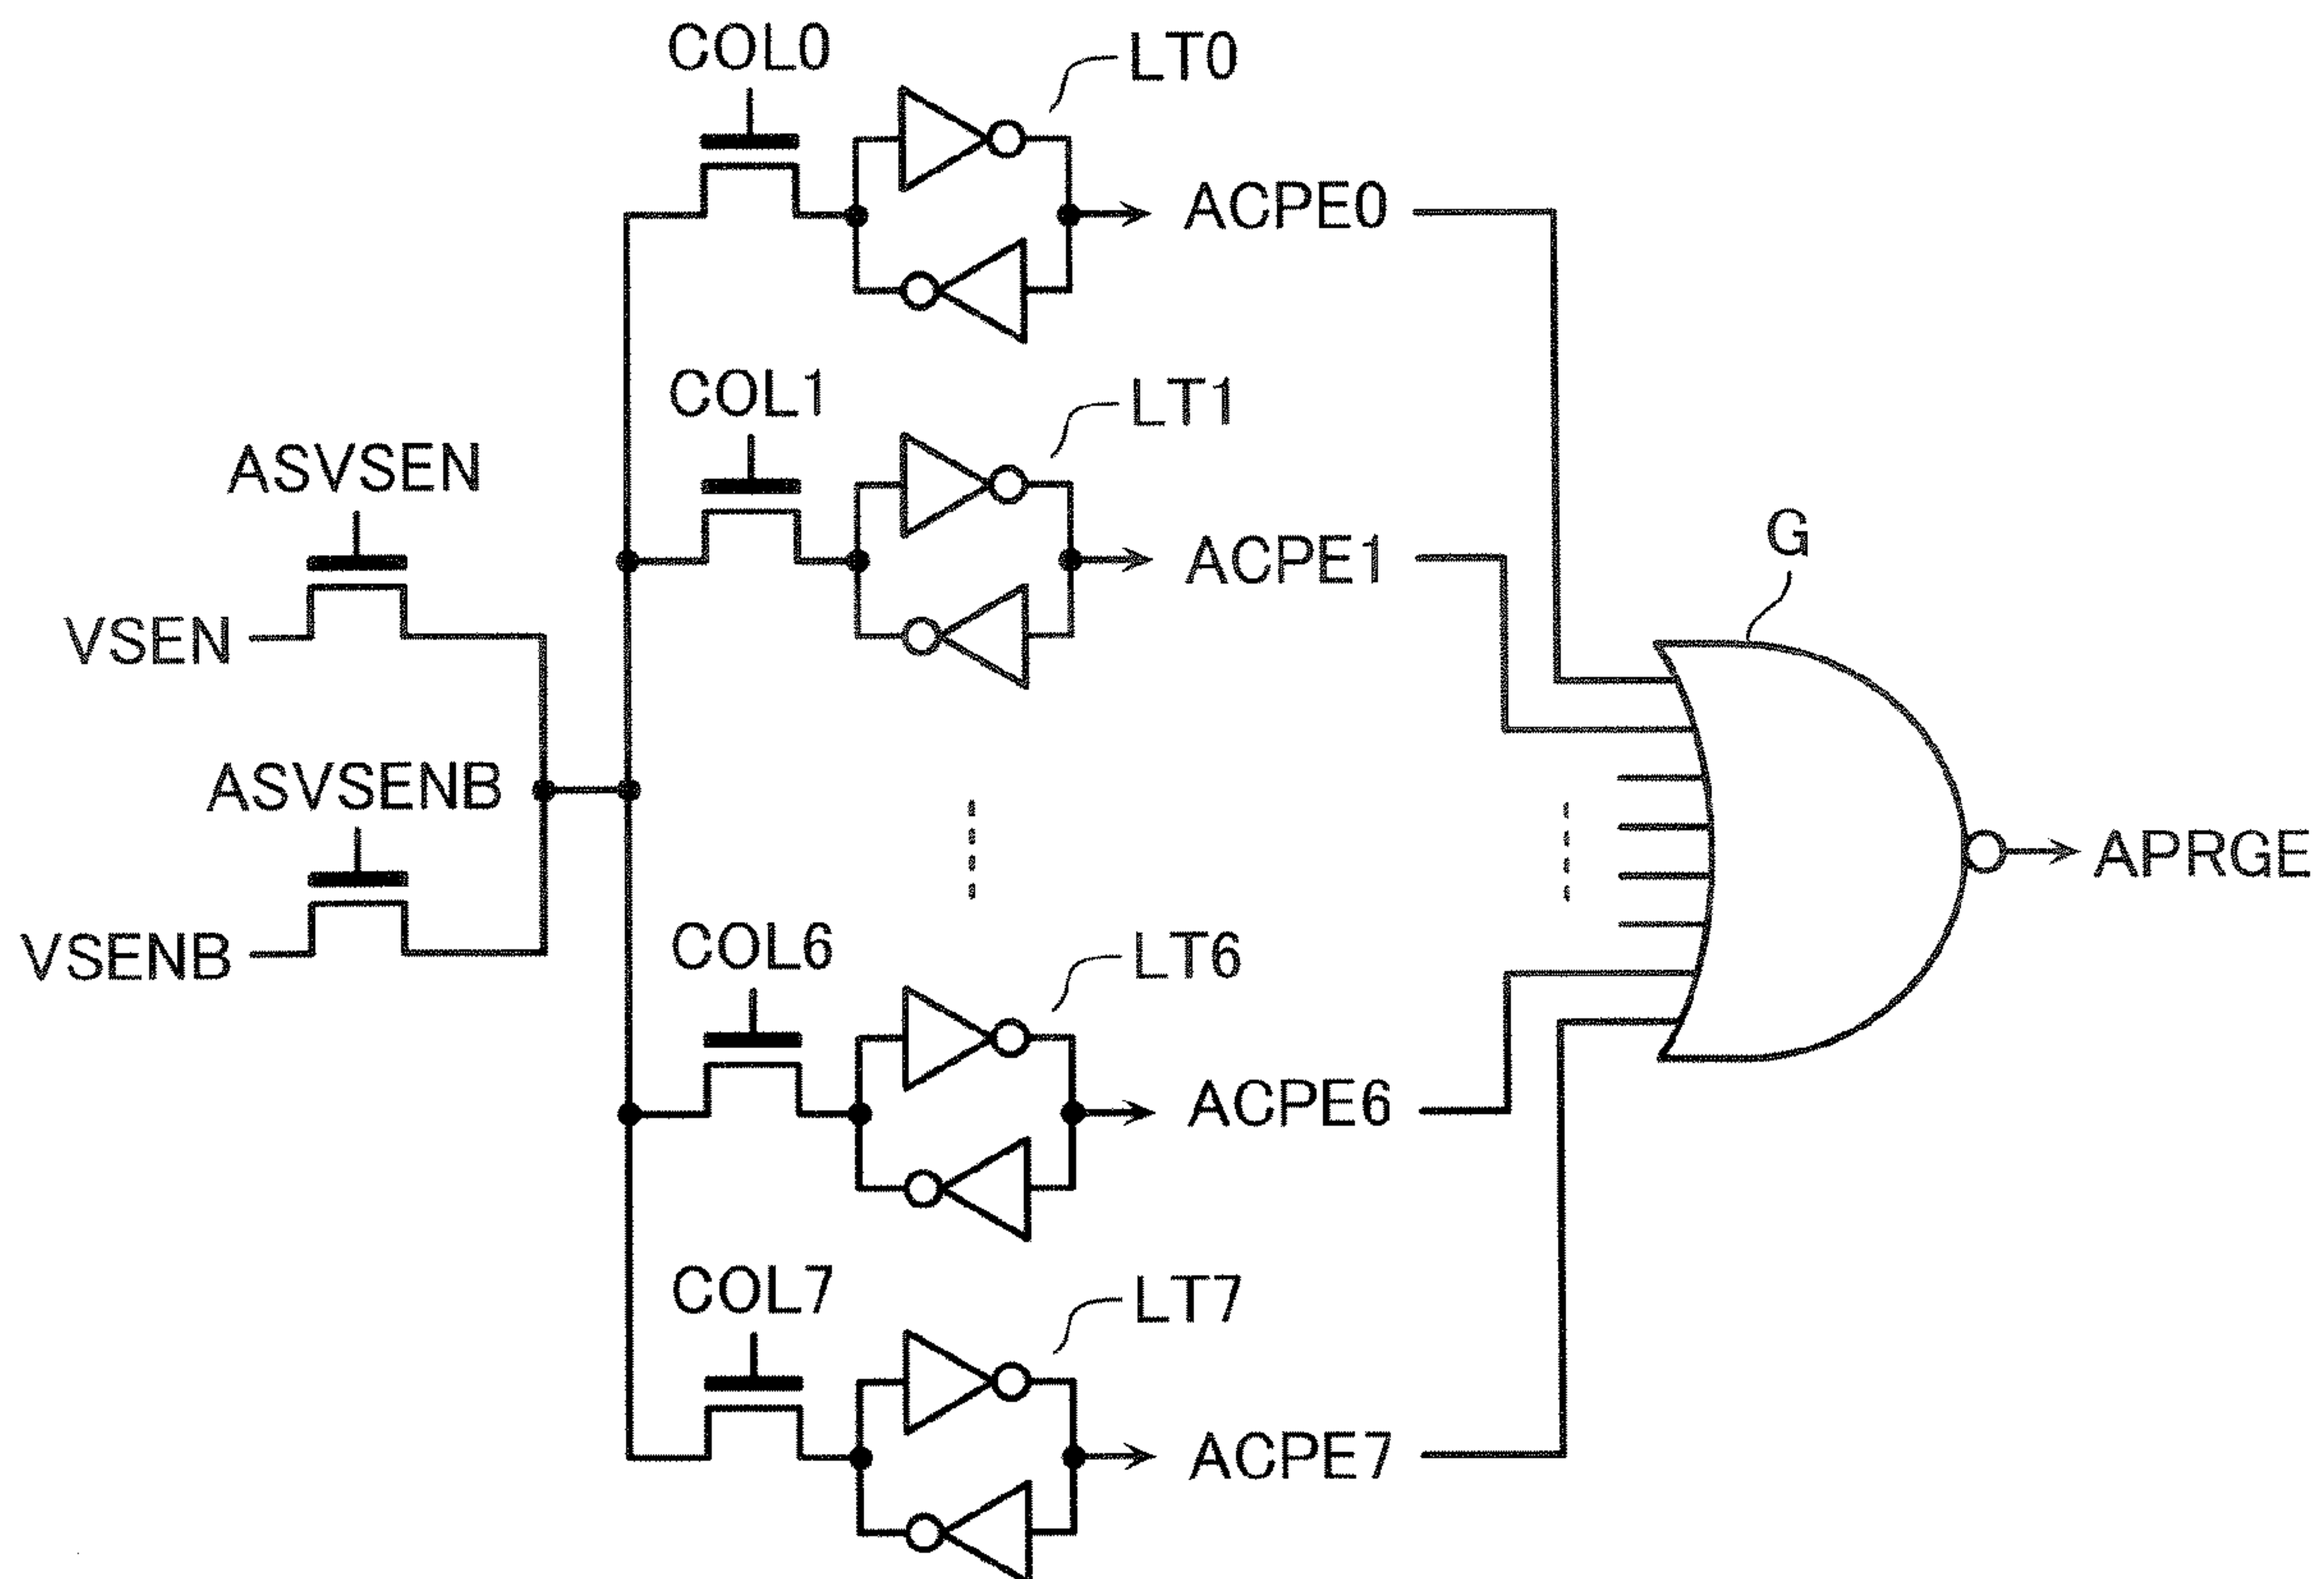 COL0
LT0
ACPE0
COL1
LT1
ACPE1
ASVSEN
VSEN
G
ASVSENB
VSENB
APRGE
COL6
LT6
ACPE6
COL7
LT7
ACPE7